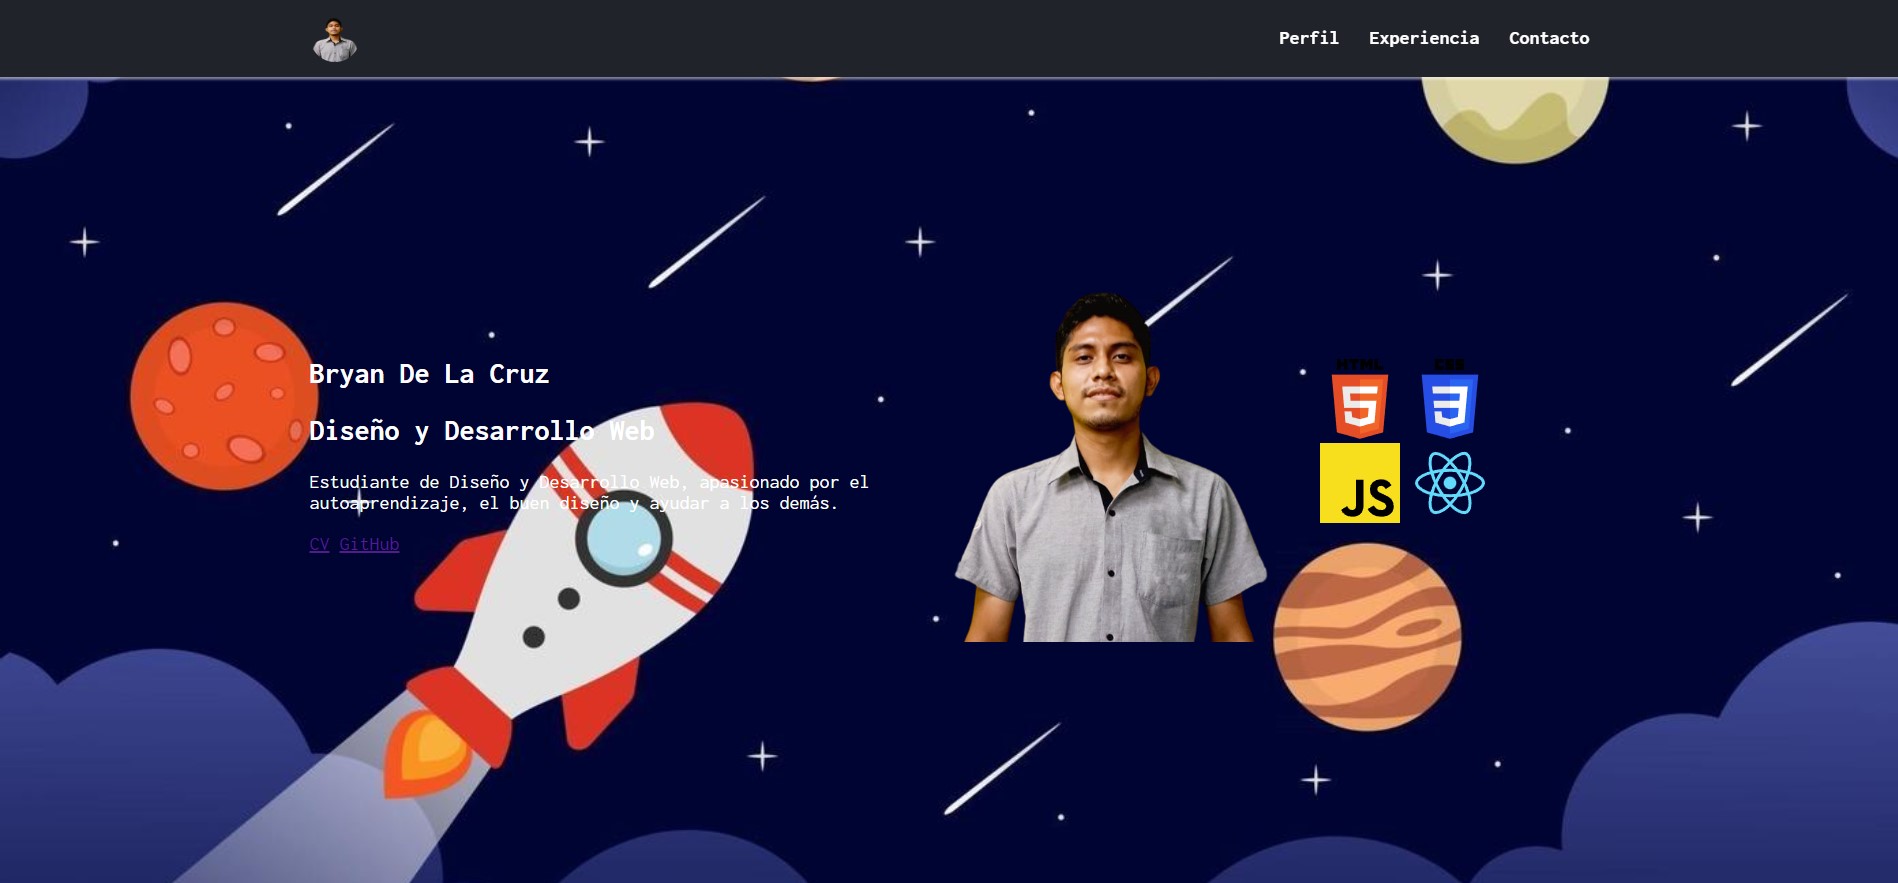 Perfil Experiencia Contacto
Bryan De La Cruz
Diseño y Desarrollo Web
Estudiante de Diseño y Desarrollo Web, apasionado por el
autoaprendizaje, el buen diseño y ayudar a los demás.
CV GitHub
HTML CSS
5 3
JS